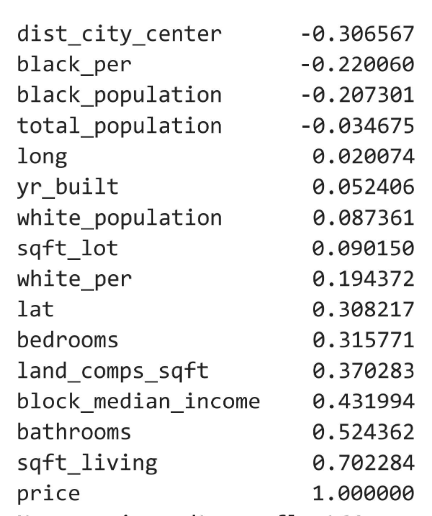 dist_city_center -0.306567
black_per -0.220060
black_population -0.207301
total_population -0.034675
long 0.020074
yr_built 0.052406
white_population 0.087361
sqft_lot 0.090150
white_per 0.194372
lat 0.308217
bedrooms 0.315771
land_comps_sqft 0.370283
block_median_income 0.431994
bathrooms 0.524362
sqft_living 0.702284
price 1.000000